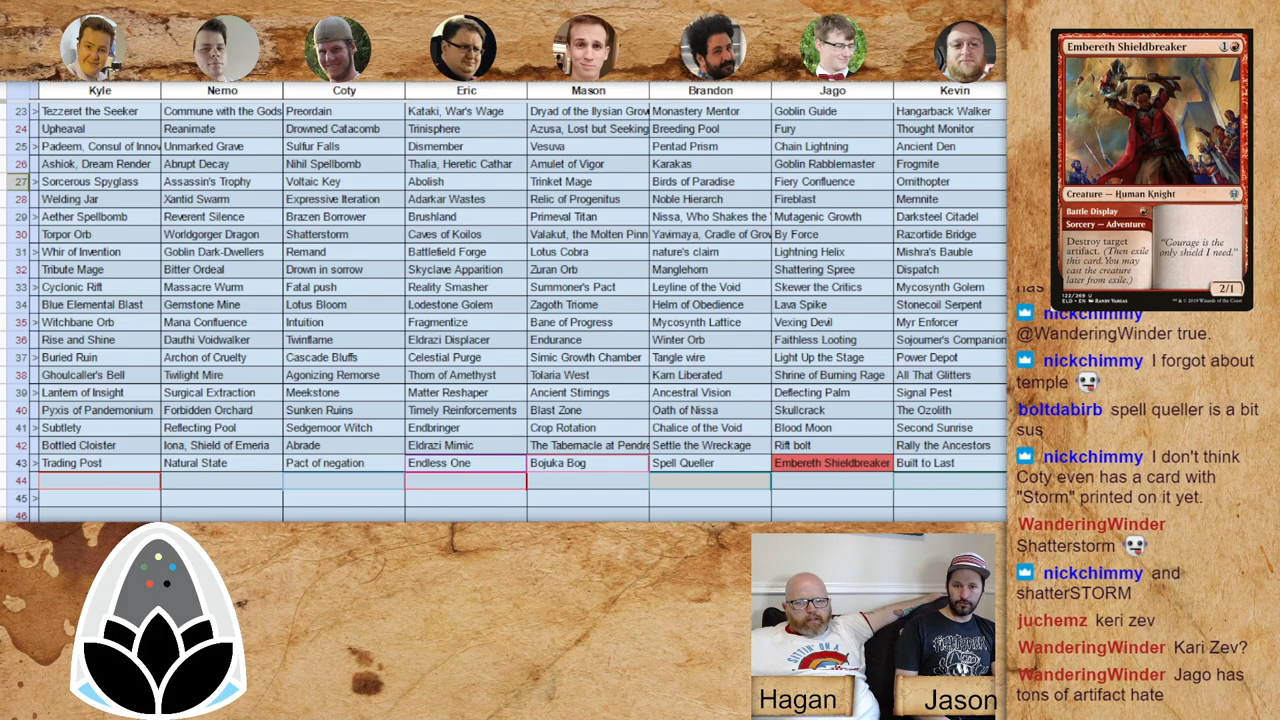 Kyle Nemo Coty Eric Mason Brandon Jago Kevin
23 > Tezzeret the Seeker Commune with the Gods Preordain Kataki, War's Wage Dryad of the Ilysian Grov Monastery Mentor Goblin Guide Hangarback Walker
24 Upheaval Reanimate Drowned Catacomb Trinisphere Azusa, Lost but Seeking Breeding Pool Fury Thought Monitor
25 > Padeem, Consul of Innov Unmarked Grave Sulfur Falls Dismember Vesuva Pentad Prism Chain Lightning Ancient Den
26 Ashiok, Dream Render Abrupt Decay Nihil Spellbomb Thalia, Heretic Cathar Amulet of Vigor Karakas Goblin Rabblemaster Frogmite
27 > Sorcerous Spyglass Assassin's Trophy Voltaic Key Abolish Trinket Mage Birds of Paradise Fiery Confluence Ornithopter
28 Welding Jar Xantid Swarm Expressive Iteration Adarkar Wastes Relic of Progenitus Noble Hierarch Fireblast Memnite
29 > Aether Spellbomb Reverent Silence Brazen Borrower Brushland Primeval Titan Nissa, Who Shakes the Mutagenic Growth Darksteel Citadel
30 Torpor Orb Worldgorger Dragon Shatterstorm Caves of Koilos Valakut, the Molten Pinn Yavimaya, Cradle of Grov By Force Razortide Bridge
31 > Whir of Invention Goblin Dark-Dwellers Remand Battlefield Forge Lotus Cobra nature's claim Lightning Helix Mishra's Bauble
32 Tribute Mage Bitter Ordeal Drown in sorrow Skyclave Apparition Zuran Orb Manglehorn Shattering Spree Dispatch
33 > Cyclonic Rift Massacre Wurm Fatal push Reality Smasher Summoner's Pact Leyline of the Void Skewer the Critics Mycosynth Golem
34 Blue Elemental Blast Gemstone Mine Lotus Bloom Lodestone Golem Zagoth Triome Helm of Obedience Lava Spike Stonecoil Serpent
35 > Witchbane Orb Mana Confluence Intuition Fragmentize Bane of Progress Mycosynth Lattice Vexing Devil Myr Enforcer
36 Rise and Shine Dauthi Voidwalker Twinflame Eldrazi Displacer Endurance Winter Orb Faithless Looting Sojourner's Companion
37 > Buried Ruin Archon of Cruelty Cascade Bluffs Celestial Purge Simic Growth Chamber Tangle wire Light Up the Stage Power Depot
38 Ghoulcaller's Bell Twilight Mire Agonizing Remorse Thorn of Amethyst Tolaria West Karn Liberated Shrine of Burning Rage All That Glitters
39 > Lantern of Insight Surgical Extraction Meekstone Matter Reshaper Ancient Stirrings Ancestral Vision Deflecting Palm Signal Pest
40 Pyxis of Pandemonium Forbidden Orchard Sunken Ruins Timely Reinforcements Blast Zone Oath of Nissa Skullcrack The Ozolith
41 > Subtlety Reflecting Pool Sedgemoor Witch Endbringer Crop Rotation Chalice of the Void Blood Moon Second Sunrise
42 Bottled Cloister Iona, Shield of Emeria Abrade Eldrazi Mimic The Tabernacle at Pendre Settle the Wreckage Rift bolt Rally the Ancestors
43 > Trading Post Natural State Pact of negation Endless One Bojuka Bog Spell Queller Embereth Shieldbreaker Built to Last
44
45 >
46
Embereth Shieldbreaker 1
Creature — Human Knight
Battle Display
Sorcery — Adventure
Destroy target
artifact. (Then exile
this card. You may
cast the creature
later from exile.)
"Courage is the
only shield I need."
2/1
has
nickchimmy
@WanderingWinder true.
nickchimmy I forgot about
temple
boltdabirb spell queller is a bit
sus
nickchimmy I don't think
Coty even has a card with
"Storm" printed on it yet.
WanderingWinder
Shatterstorm
nickchimmy and
shatterSTORM
juchemz keri zev
WanderingWinder Kari Zev?
WanderingWinder Jago has
tons of artifact hate
SITTIN' ON A
Hagan
Jason